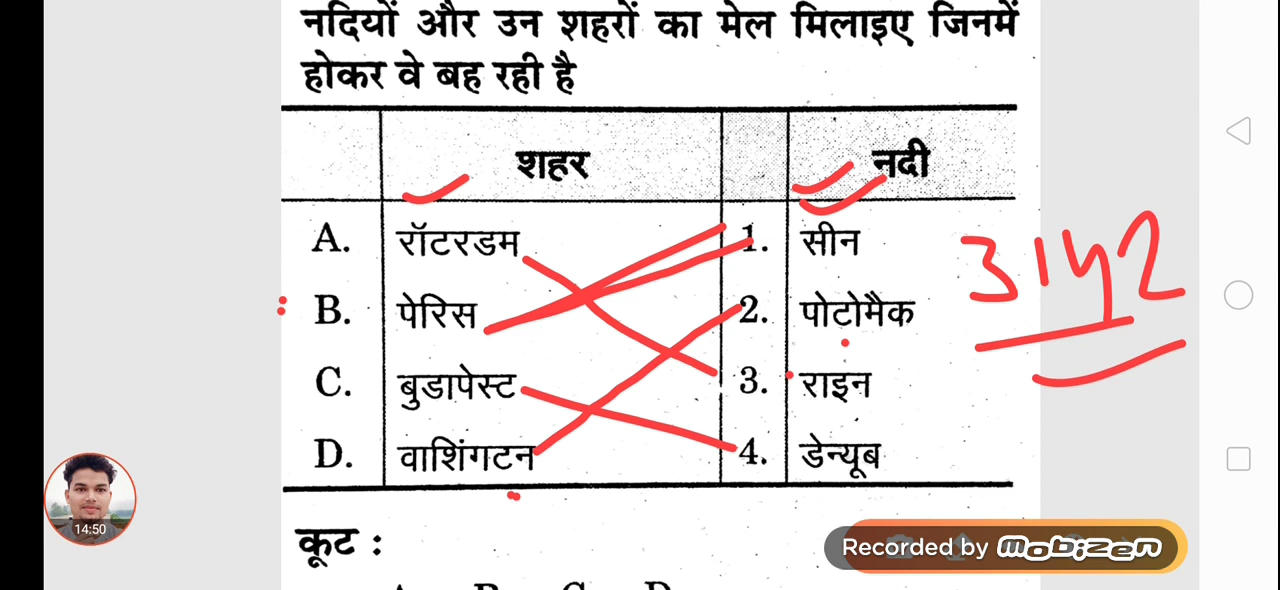 नदियों और उन शहरों का मेल मिलाइए जिनमें
होकर वे बह रही है
शहर नदी
A. रॉटरडम 1. सीन
B. पेरिस 2. पोटोमैक
C. बुडापेस्ट 3. राइन
D. वाशिंगटन 4. डेन्यूब
3142
कूट :
A B C D
14:50
Recorded by mobizen